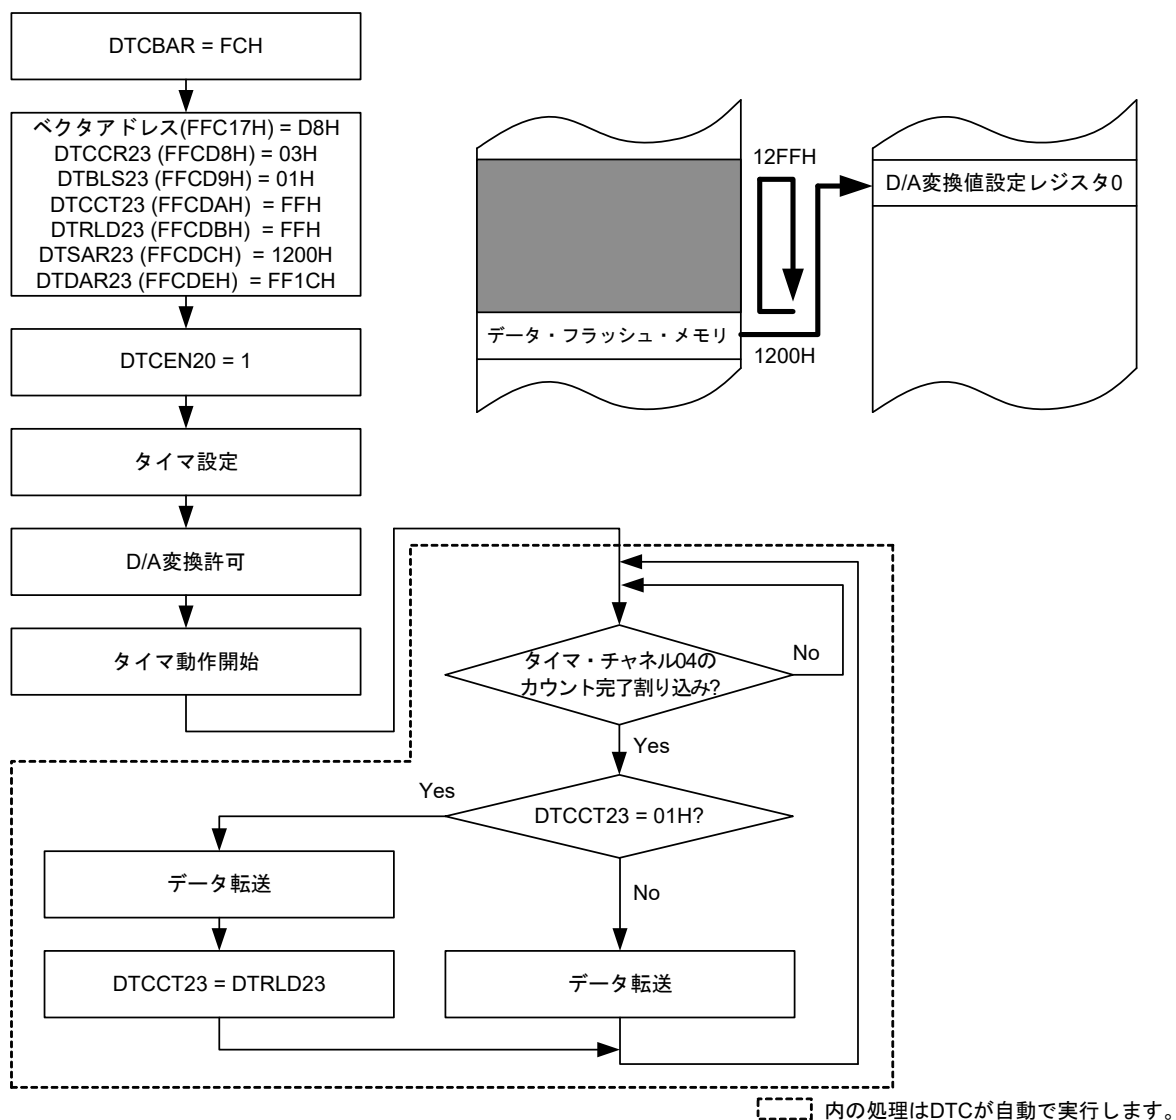 DTCBAR = FCH
ベクタアドレス(FFC17H) = D8H
DTCCR23 (FFCD8H) = 03H
DTBLS23 (FFCD9H) = 01H
DTCCT23 (FFCDAH) = FFH
DTRLD23 (FFCDBH) = FFH
DTSAR23 (FFCDCH) = 1200H
DTDAR23 (FFCDEH) = FF1CH
DTCEN20 = 1
タイマ設定
D/A変換許可
タイマ動作開始
12FFH
D/A変換値設定レジスタ0
データ・フラッシュ・メモリ
1200H
タイマ・チャネル04の
カウント完了割り込み?
No
Yes
DTCCT23 = 01H?
Yes
データ転送
No
DTCCT23 = DTRLD23
データ転送
内の処理はDTCが自動で実行します。